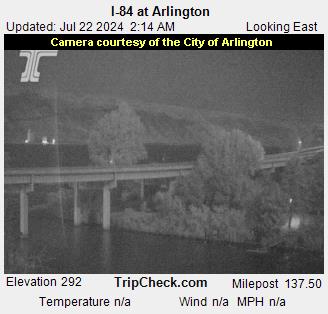 I-84 at Arlington
Updated: Jul 22 2024 2:14 AM Looking East
Camera courtesy of the City of Arlington
Elevation 292 TripCheck.com Milepost 137.50
Temperature n/a Wind n/a MPH n/a